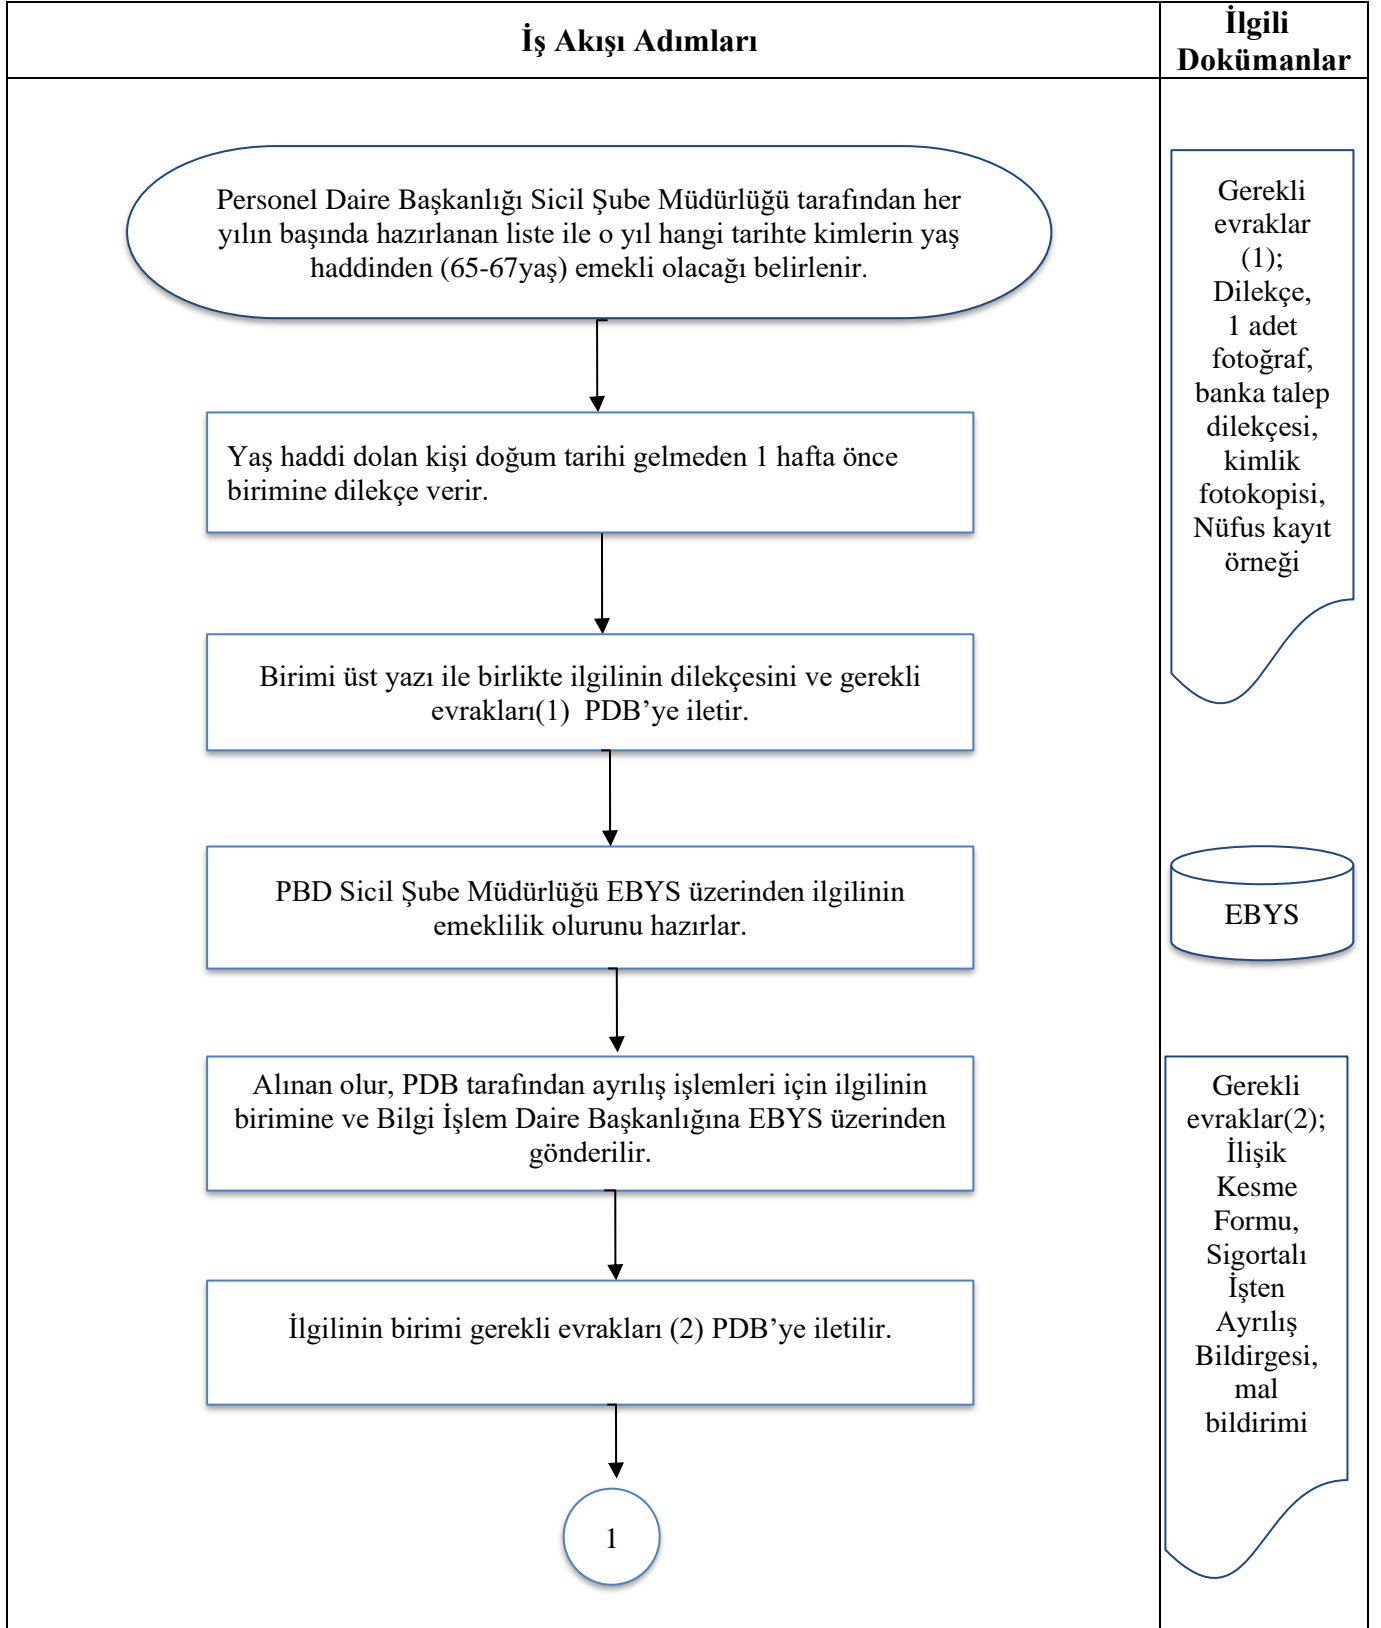 İş Akışı Adımları
İlgili
Dokümanlar
Personel Daire Başkanlığı Sicil Şube Müdürlüğü tarafından her
yılın başında hazırlanan liste ile o yıl hangi tarihte kimlerin yaş
haddinden (65-67yaş) emekli olacağı belirlenir.
Yaş haddi dolan kişi doğum tarihi gelmeden 1 hafta önce
birimine dilekçe verir.
Birimi üst yazı ile birlikte ilgilinin dilekçesini ve gerekli
evrakları(1) PDB’ye iletir.
PBD Sicil Şube Müdürlüğü EBYS üzerinden ilgilinin
emeklilik olurunu hazırlar.
Alınan olur, PDB tarafından ayrılış işlemleri için ilgilinin
birimine ve Bilgi İşlem Daire Başkanlığına EBYS üzerinden
gönderilir.
İlgilinin birimi gerekli evrakları (2) PDB’ye iletilir.
1
Gerekli
evraklar
(1);
Dilekçe,
1 adet
fotoğraf,
banka talep
dilekçesi,
kimlik
fotokopisi,
Nüfus kayıt
örneği
EBYS
Gerekli
evraklar(2);
İlişik
Kesme
Formu,
Sigortalı
İşten
Ayrılış
Bildirgesi,
mal
bildirimi